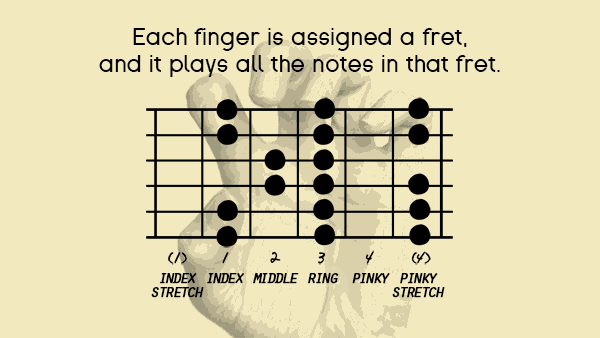 Each finger is assigned a fret,
and it plays all the notes in that fret.
(1) 1 2 3 4 (4)
INDEX INDEX MIDDLE RING PINKY PINKY
STRETCH STRETCH